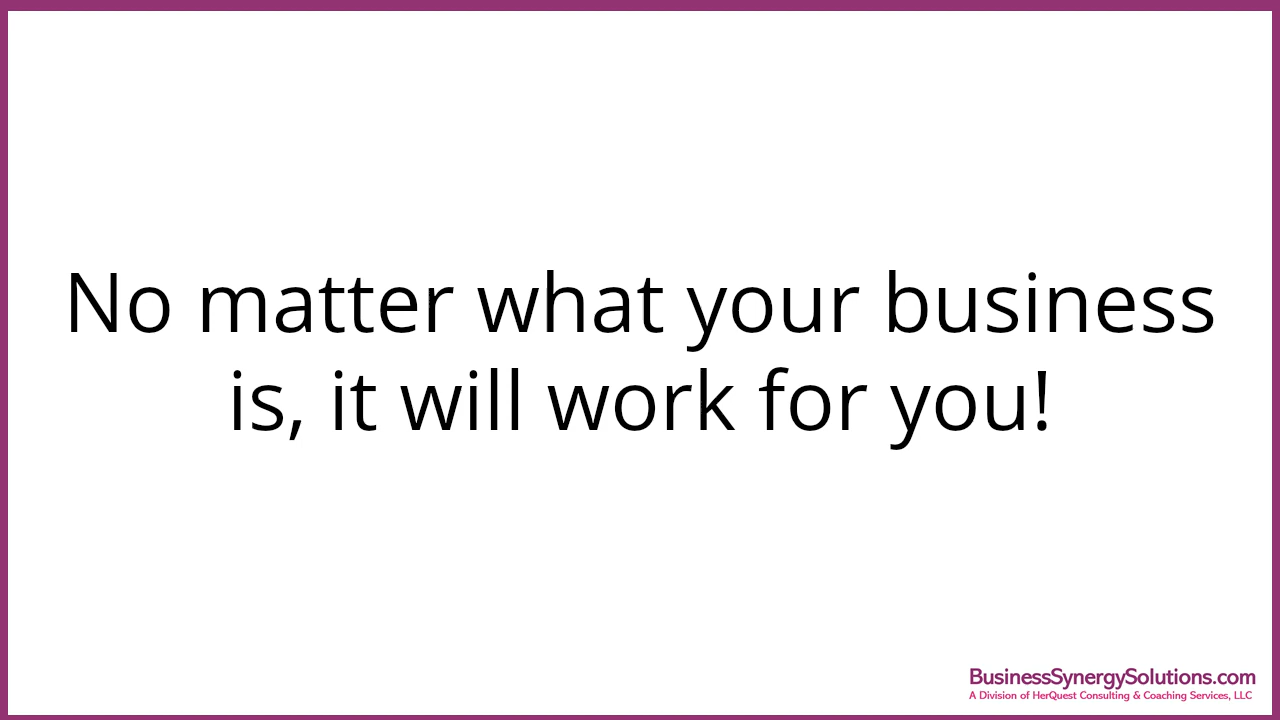 No matter what your business
is, it will work for you!
BusinessSynergySolutions.com
A Division of HerQuest Consulting & Coaching Services, LLC